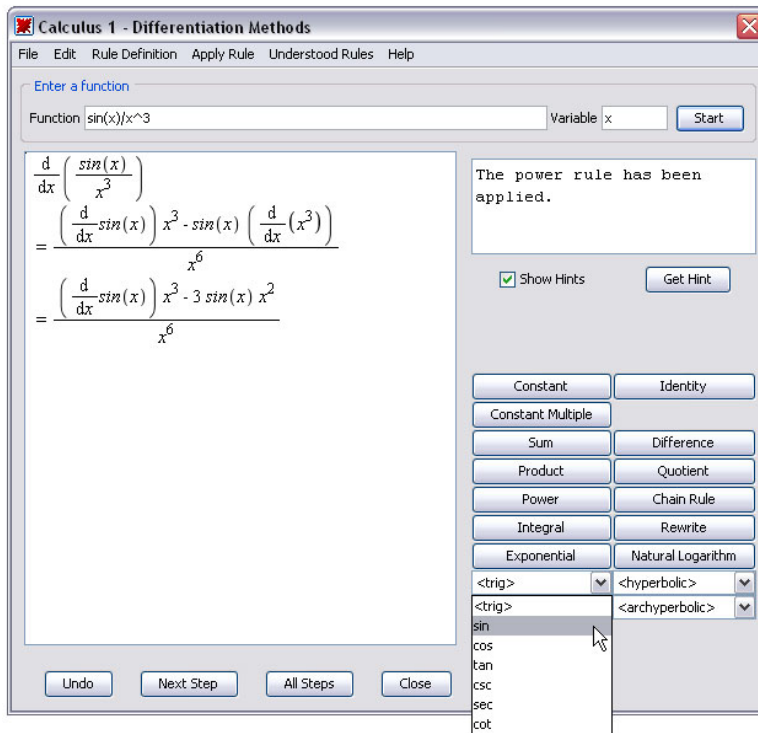 Calculus 1 - Differentiation Methods
File Edit Rule Definition Apply Rule Understood Rules Help
Enter a function
Function sin(x)/x^3 Variable x Start
d/dx ( sin(x) / x^3 )
= ( ( d/dx sin(x) ) x^3 - sin(x) ( d/dx (x^3) ) ) / x^6
= ( ( d/dx sin(x) ) x^3 - 3 sin(x) x^2 ) / x^6
The power rule has been
applied.
Show Hints Get Hint
Constant Identity
Constant Multiple
Sum Difference
Product Quotient
Power Chain Rule
Integral Rewrite
Exponential Natural Logarithm
<trig> <hyperbolic>
<trig> <archyperbolic>
sin
cos
tan
csc
sec
cot
Undo Next Step All Steps Close